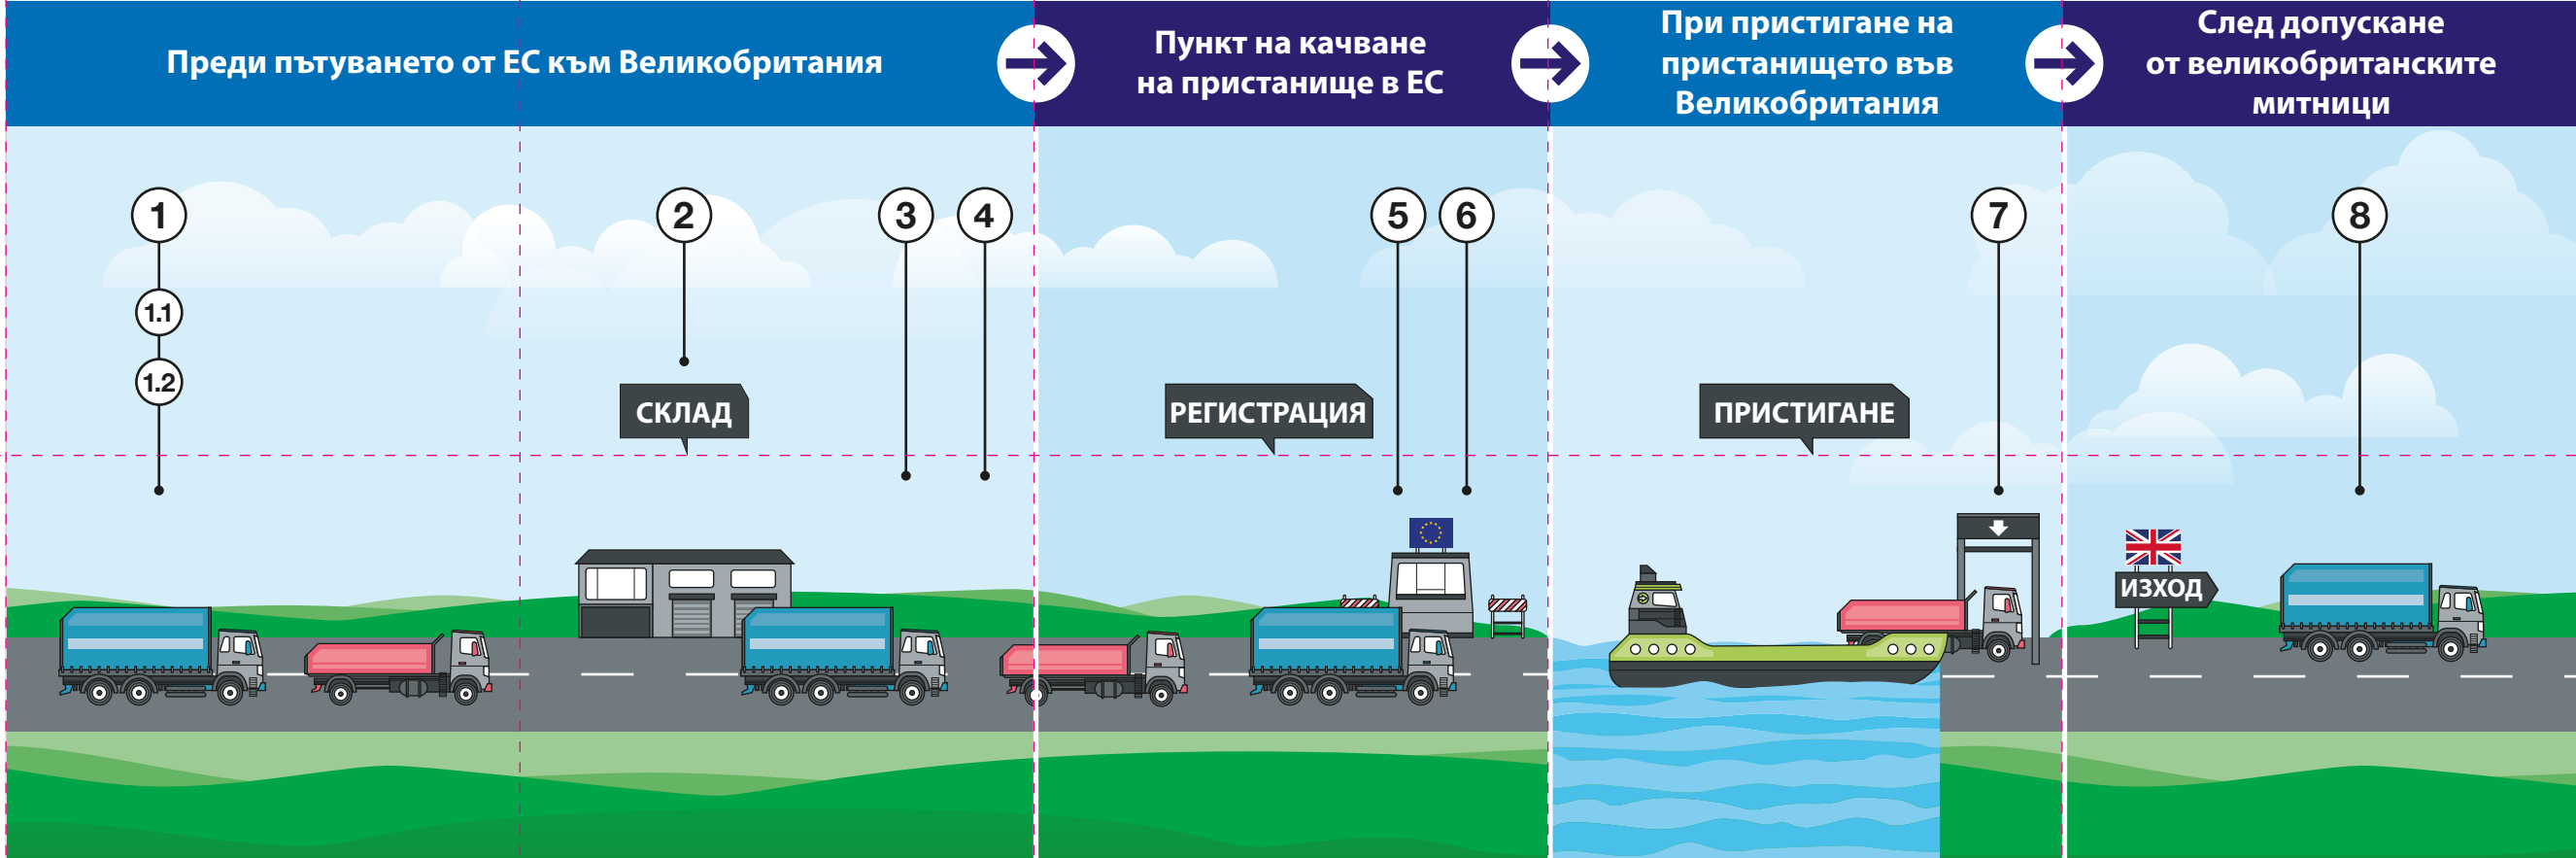 Преди пътуването от ЕС към Великобритания
Пункт на качване
на пристанище в ЕС
При пристигане на
пристанището във
Великобритания
След допускане
от великобританските
митници
1
1.1
1.2
2
3
4
5
6
7
8
СКЛАД
РЕГИСТРАЦИЯ
ПРИСТИГАНЕ
ИЗХОД